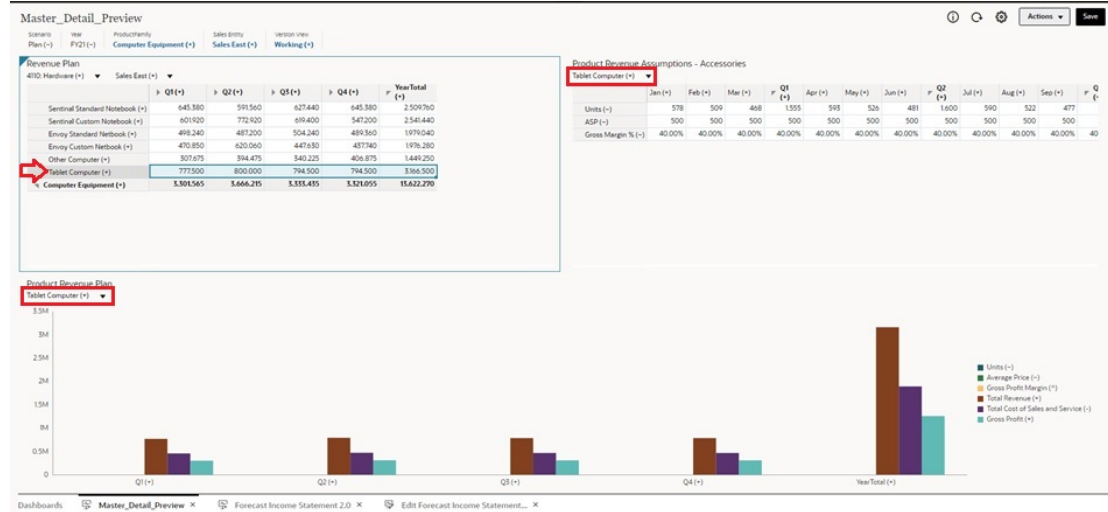 Master_Detail_Preview
Actions
Save
Scenario Year ProductFamily Sales Entity Version View
Plan (~) FY21 (~) Computer Equipment (+) Sales East (+) Working (+)
Revenue Plan
4110: Hardware (+) Sales East (+)
Q1 (+) Q2 (+) Q3 (+) Q4 (+) YearTotal (+)
Sentinal Standard Notebook (+) 645.380 591.560 627.440 645.380 2.509.760
Sentinal Custom Notebook (+) 601.920 772.920 619.400 547.200 2.541.440
Envoy Standard Netbook (+) 498.240 487.200 504.240 489.360 1.979.040
Envoy Custom Netbook (+) 470.850 620.060 447.630 437.740 1.976.280
Other Computer (+) 307.675 394.475 340.225 406.875 1.449.250
Tablet Computer (+) 777.500 800.000 794.500 794.500 3.166.500
Computer Equipment (+) 3.301.565 3.666.215 3.333.435 3.321.055 13.622.270
Product Revenue Assumptions - Accessories
Tablet Computer (+)
Jan (+) Feb (+) Mar (+) Q1 (+) Apr (+) May (+) Jun (+) Q2 (+) Jul (+) Aug (+) Sep (+)
Units (~) 578 509 468 1.555 593 526 481 1.600 590 522 477
ASP (~) 500 500 500 500 500 500 500 500 500 500 500
Gross Margin % (~) 40.00% 40.00% 40.00% 40.00% 40.00% 40.00% 40.00% 40.00% 40.00% 40.00% 40.00% 40
Product Revenue Plan
Tablet Computer (+)
3.5M
3M
2.5M
2M
1.5M
1M
0.5M
0
Q1 (+) Q2 (+) Q3 (+) Q4 (+) YearTotal (+)
Units (~)
Average Price (~)
Gross Profit Margin (^)
Total Revenue (+)
Total Cost of Sales and Service (-)
Gross Profit (+)
Dashboards Master_Detail_Preview × Forecast Income Statement 2.0 × Edit Forecast Income Statement... ×